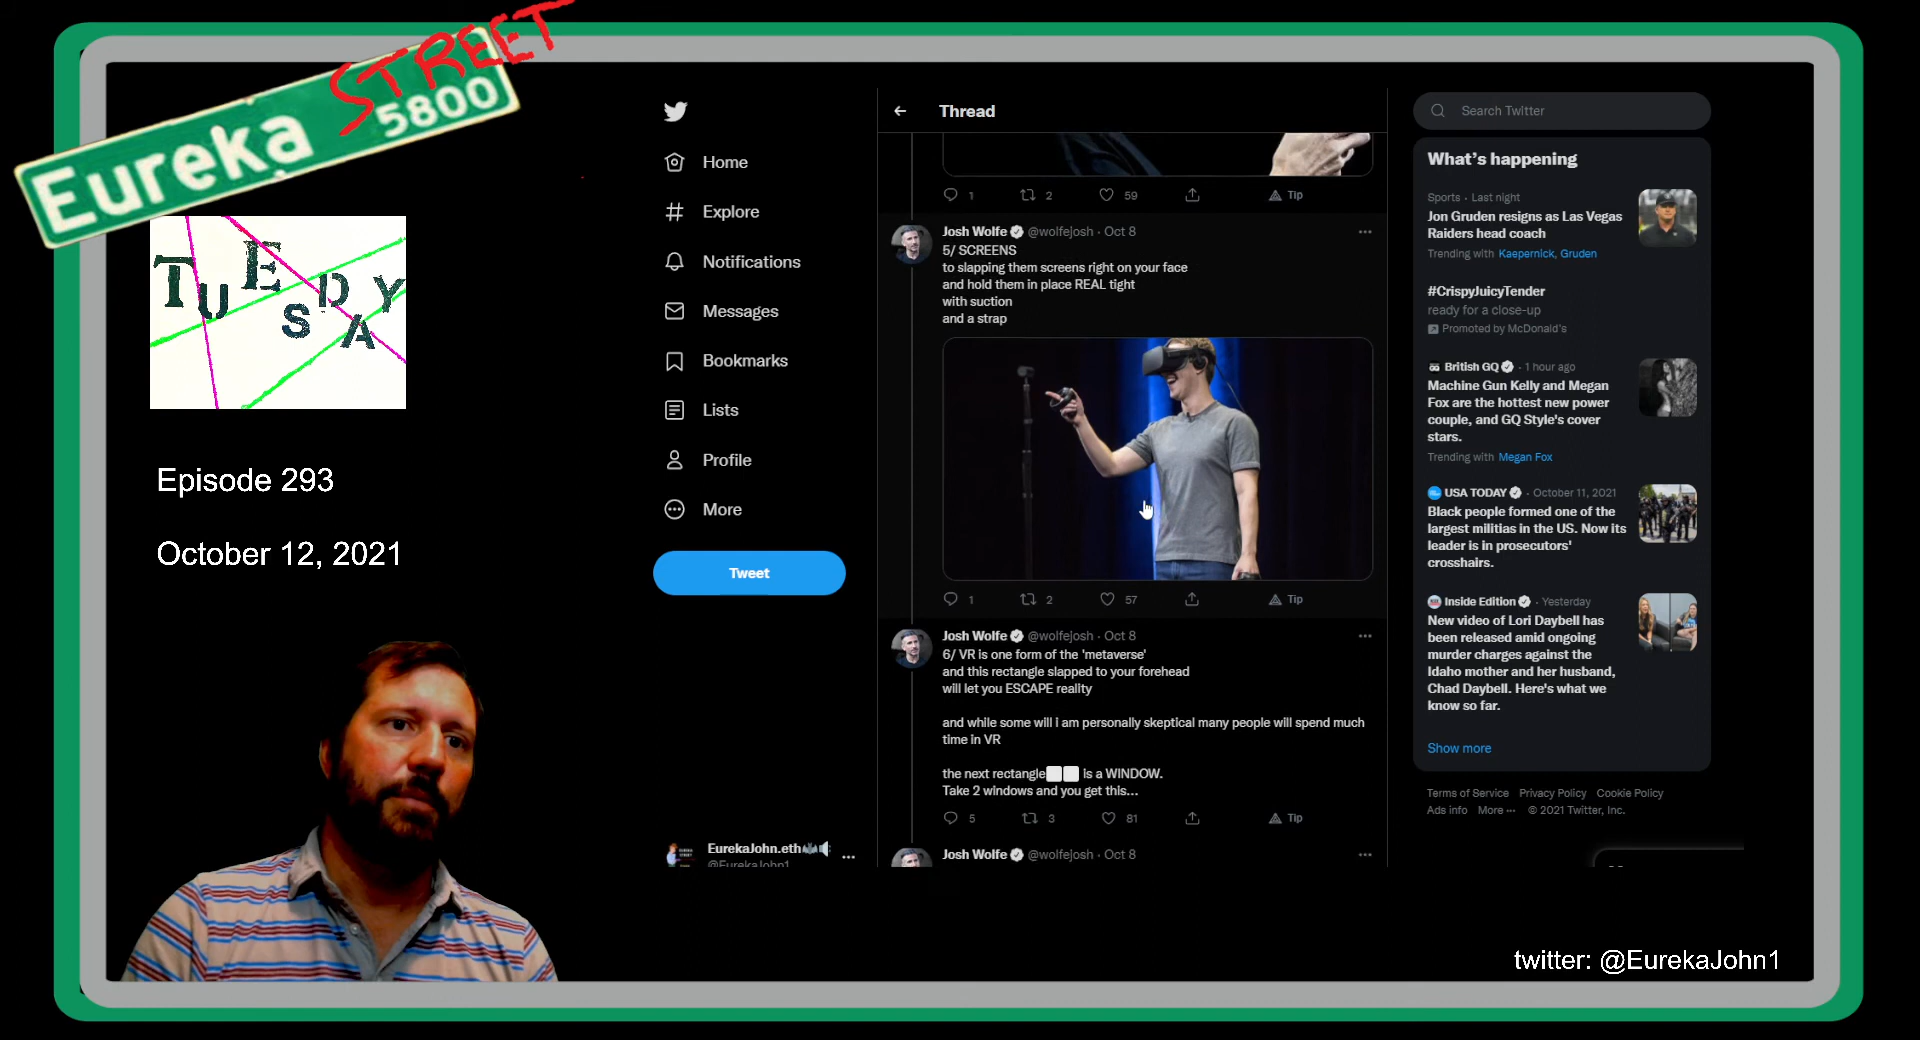 Eureka STREET
5800
TUESDAY
Episode 293
October 12, 2021
Home
Explore
Notifications
Messages
Bookmarks
Lists
Profile
More
Tweet
EurekaJohn.eth
@EurekaJohn1
Thread
1 2 59 Tip
Josh Wolfe @wolfejosh · Oct 8
5/ SCREENS
to slapping them screens right on your face
and hold them in place REAL tight
with suction
and a strap
1 2 57 Tip
Josh Wolfe @wolfejosh · Oct 8
6/ VR is one form of the 'metaverse'
and this rectangle slapped to your forehead
will let you ESCAPE reality
and while some will i am personally skeptical many people will spend much
time in VR
the next rectangle⬜⬜ is a WINDOW.
Take 2 windows and you get this...
5 3 81 Tip
Josh Wolfe @wolfejosh · Oct 8
Search Twitter
What's happening
Sports · Last night
Jon Gruden resigns as Las Vegas
Raiders head coach
Trending with Kaepernick, Gruden
#CrispyJuicyTender
ready for a close-up
Promoted by McDonald's
British GQ · 1 hour ago
Machine Gun Kelly and Megan
Fox are the hottest new power
couple, and GQ Style's cover
stars.
Trending with Megan Fox
USA TODAY · October 11, 2021
Black people formed one of the
largest militias in the US. Now its
leader is in prosecutors'
crosshairs.
Inside Edition · Yesterday
New video of Lori Daybell has
been released amid ongoing
murder charges against the
Idaho mother and her husband,
Chad Daybell. Here's what we
know so far.
Show more
Terms of Service Privacy Policy Cookie Policy
Ads info More ··· © 2021 Twitter, Inc.
twitter: @EurekaJohn1